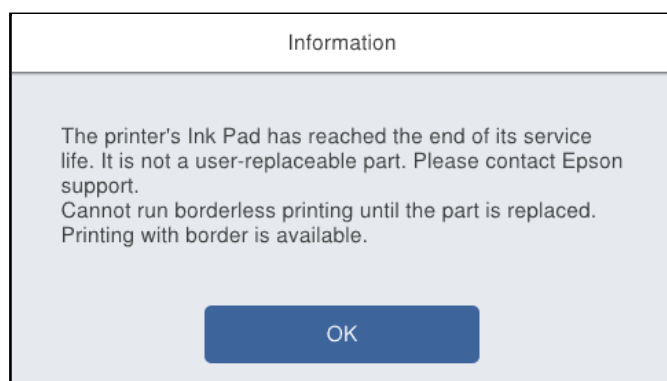 Information
The printer's Ink Pad has reached the end of its service
life. It is not a user-replaceable part. Please contact Epson
support.
Cannot run borderless printing until the part is replaced.
Printing with border is available.
OK